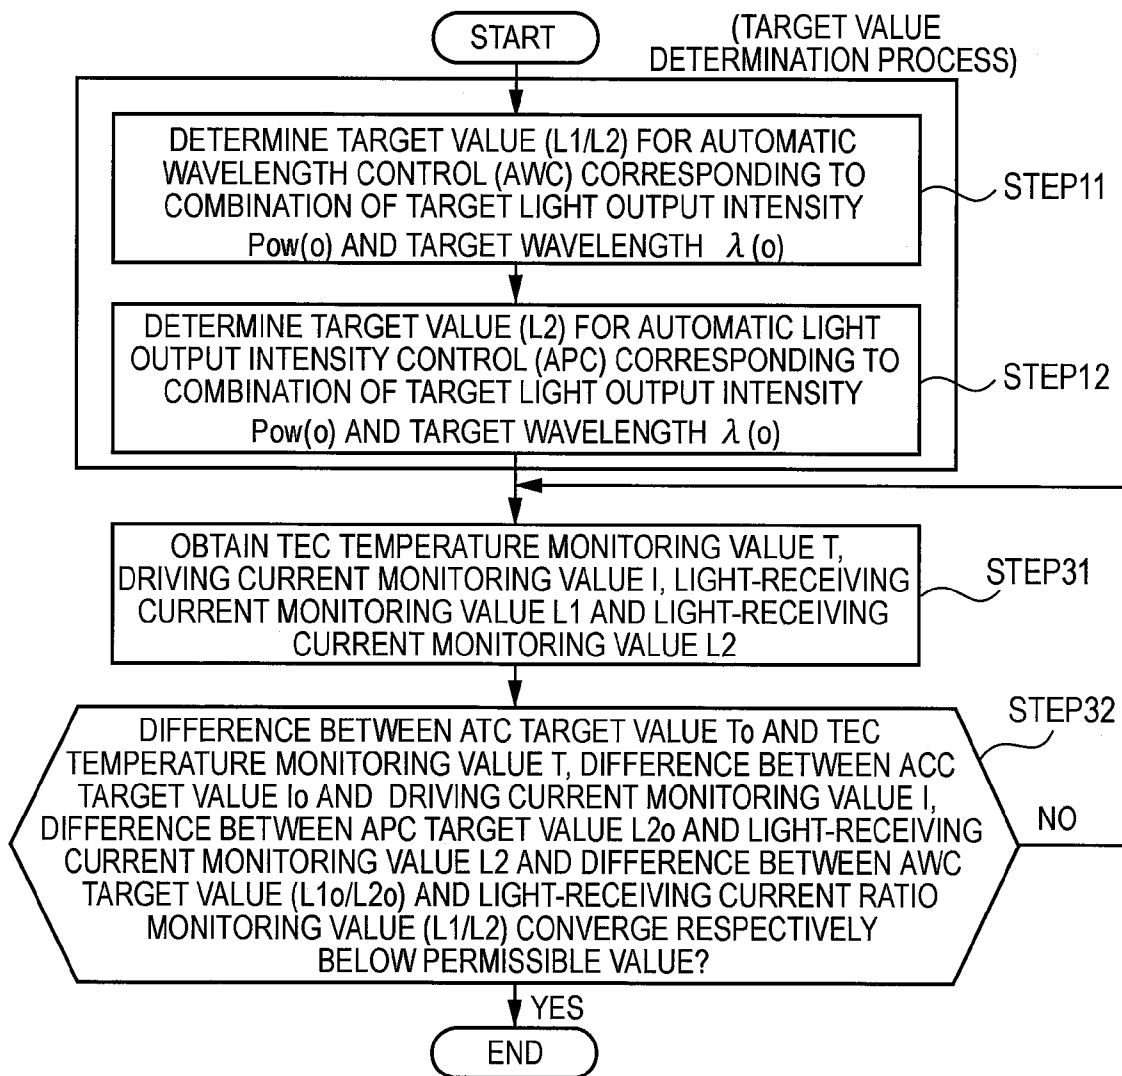 START
(TARGET VALUE
DETERMINATION PROCESS)
DETERMINE TARGET VALUE (L1/L2) FOR AUTOMATIC
WAVELENGTH CONTROL (AWC) CORRESPONDING TO
COMBINATION OF TARGET LIGHT OUTPUT INTENSITY
Pow(o) AND TARGET WAVELENGTH λ (o)
STEP11
DETERMINE TARGET VALUE (L2) FOR AUTOMATIC LIGHT
OUTPUT INTENSITY CONTROL (APC) CORRESPONDING TO
COMBINATION OF TARGET LIGHT OUTPUT INTENSITY
Pow(o) AND TARGET WAVELENGTH λ (o)
STEP12
OBTAIN TEC TEMPERATURE MONITORING VALUE T,
DRIVING CURRENT MONITORING VALUE I, LIGHT-RECEIVING
CURRENT MONITORING VALUE L1 AND LIGHT-RECEIVING
CURRENT MONITORING VALUE L2
STEP31
DIFFERENCE BETWEEN ATC TARGET VALUE To AND TEC
TEMPERATURE MONITORING VALUE T, DIFFERENCE BETWEEN ACC
TARGET VALUE Io AND DRIVING CURRENT MONITORING VALUE I,
DIFFERENCE BETWEEN APC TARGET VALUE L2o AND LIGHT-RECEIVING
CURRENT MONITORING VALUE L2 AND DIFFERENCE BETWEEN AWC
TARGET VALUE (L1o/L2o) AND LIGHT-RECEIVING CURRENT RATIO
MONITORING VALUE (L1/L2) CONVERGE RESPECTIVELY
BELOW PERMISSIBLE VALUE?
STEP32
NO
YES
END